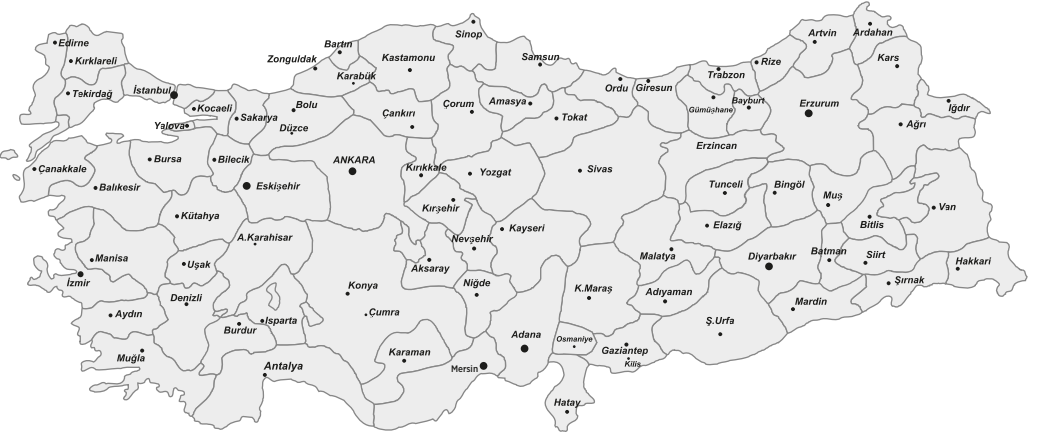 Edirne
Kırklareli
Tekirdağ
İstanbul
Kocaeli
Yalova
Sakarya
Bolu
Düzce
Zonguldak
Bartın
Karabük
Kastamonu
Çankırı
Sinop
Samsun
Çorum
Amasya
Tokat
Ordu
Giresun
Trabzon
Gümüşhane
Bayburt
Rize
Artvin
Ardahan
Kars
Iğdır
Ağrı
Erzurum
Erzincan
Çanakkale
Balıkesir
Bursa
Bilecik
Eskişehir
Kütahya
ANKARA
Kırıkkale
Kırşehir
Yozgat
Sivas
Tunceli
Bingöl
Muş
Bitlis
Van
Elazığ
Malatya
Kayseri
Nevşehir
Aksaray
Niğde
A.Karahisar
Uşak
Manisa
İzmir
Aydın
Denizli
Muğla
Burdur
Isparta
Antalya
Konya
Çumra
Karaman
Mersin
Adana
K.Maraş
Osmaniye
Gaziantep
Kilis
Hatay
Adıyaman
Ş.Urfa
Diyarbakır
Batman
Mardin
Siirt
Şırnak
Hakkari